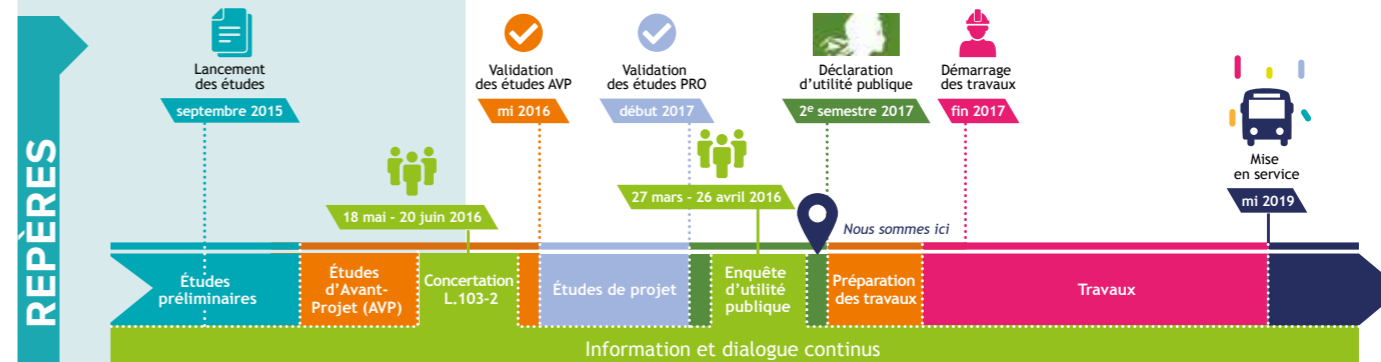 REPÈRES
Lancement
des études
septembre 2015
Validation
des études AVP
mi 2016
Validation
des études PRO
début 2017
Déclaration
d'utilité publique
2e semestre 2017
Démarrage
des travaux
fin 2017
Mise
en service
mi 2019
18 mai - 20 juin 2016
27 mars - 26 avril 2016
Nous sommes ici
Études
préliminaires
Études
d'Avant-
Projet (AVP)
Concertation
L.103-2
Études de projet
Enquête
d'utilité
publique
Préparation
des travaux
Travaux
Information et dialogue continus